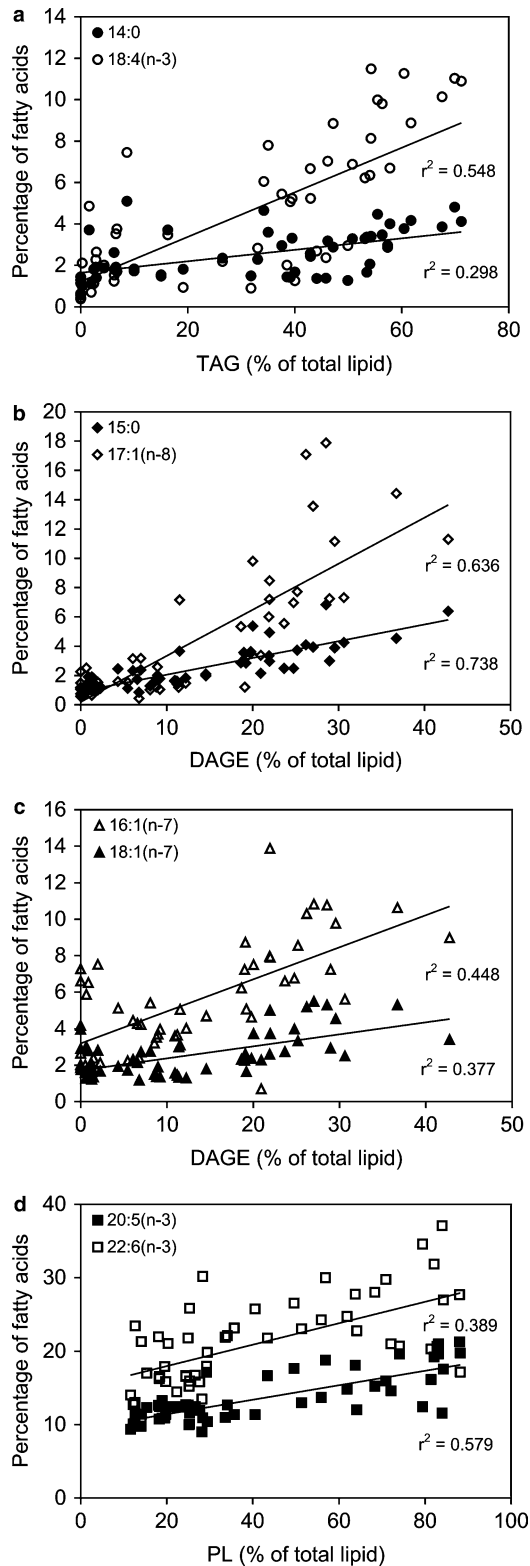 a
14
12
10
8
6
4
2
0
Percentage of fatty acids
14:0
18:4(n-3)
r² = 0.548
r² = 0.298
0 20 40 60 80
TAG (% of total lipid)
b
20
18
16
14
12
10
8
6
4
2
0
Percentage of fatty acids
15:0
17:1(n-8)
r² = 0.636
r² = 0.738
0 10 20 30 40 50
DAGE (% of total lipid)
c
16
14
12
10
8
6
4
2
0
Percentage of fatty acids
16:1(n-7)
18:1(n-7)
r² = 0.448
r² = 0.377
0 10 20 30 40 50
DAGE (% of total lipid)
d
40
30
20
10
0
Percentage of fatty acids
20:5(n-3)
22:6(n-3)
r² = 0.389
r² = 0.579
0 20 40 60 80 100
PL (% of total lipid)